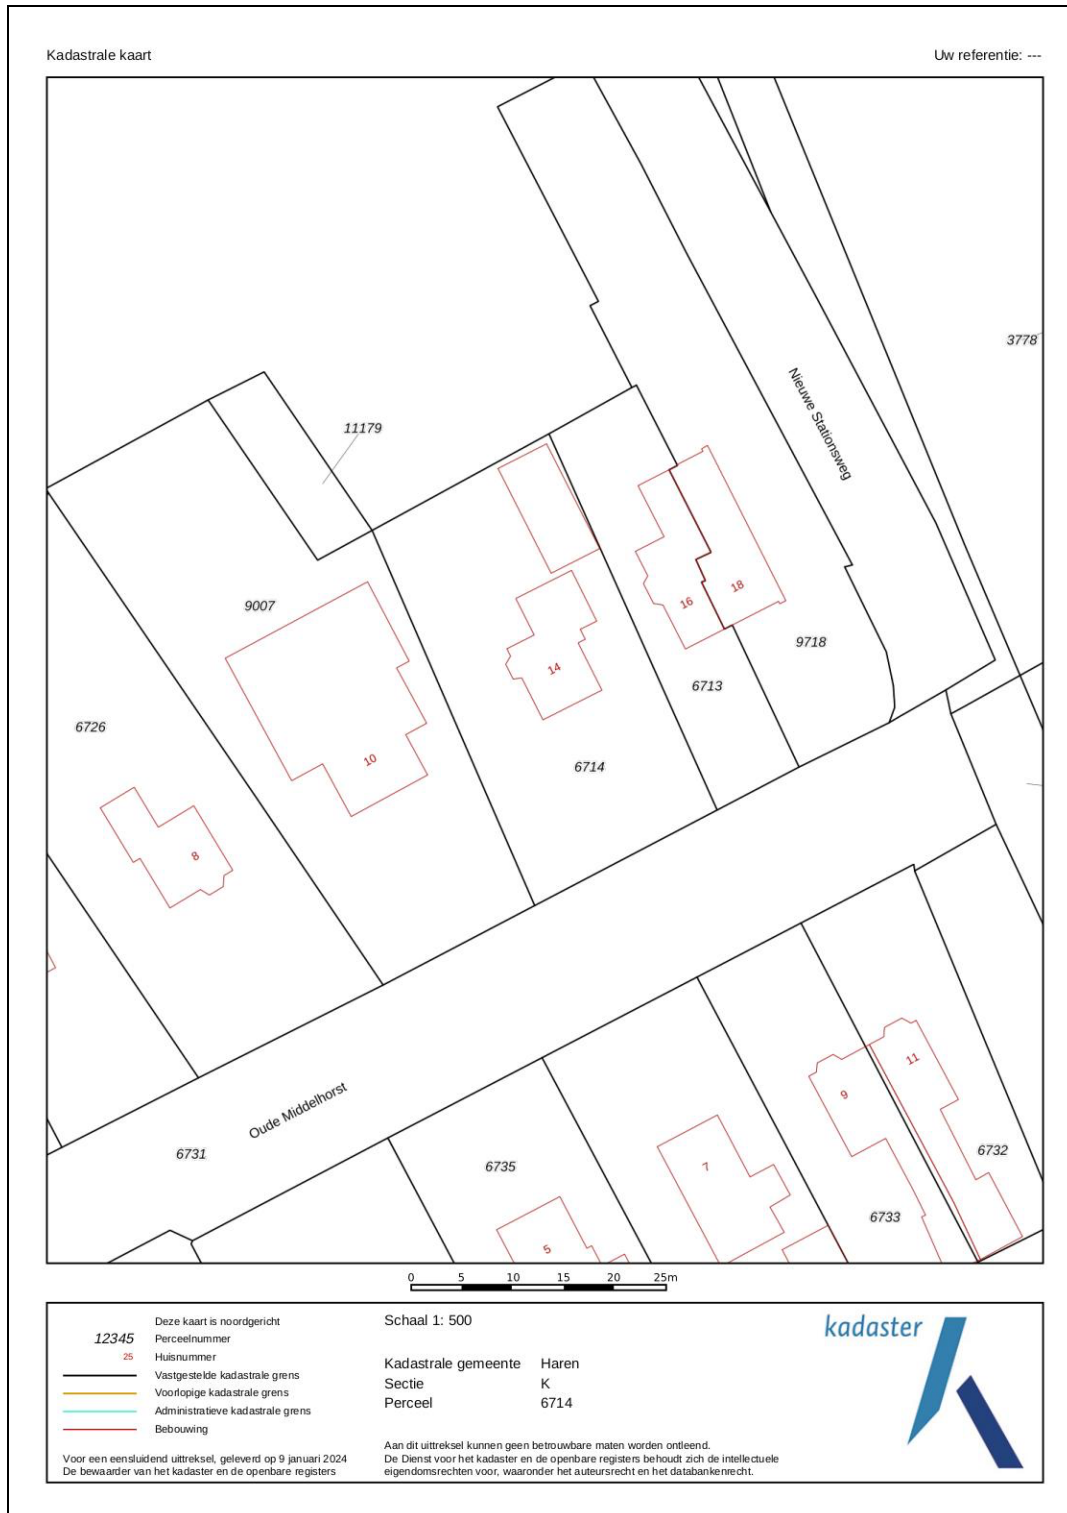 Kadastrale kaart
Uw referentie: ---
3778
Nieuwe Stationsweg
11179
9007
18
16
9718
14
6713
6726
6714
10
8
11
9
Oude Middelhorst
6731
6735
7
6732
6733
5
0 5 10 15 20 25m
Deze kaart is noordgericht
12345 Perceelnummer
25 Huisnummer
Vastgestelde kadastrale grens
Voorlopige kadastrale grens
Administratieve kadastrale grens
Bebouwing
Voor een eensluidend uittreksel, geleverd op 9 januari 2024
De bewaarder van het kadaster en de openbare registers
Schaal 1: 500
Kadastrale gemeente Haren
Sectie K
Perceel 6714
Aan dit uittreksel kunnen geen betrouwbare maten worden ontleend.
De Dienst voor het kadaster en de openbare registers behoudt zich de intellectuele
eigendomsrechten voor, waaronder het auteursrecht en het databankenrecht.
kadaster